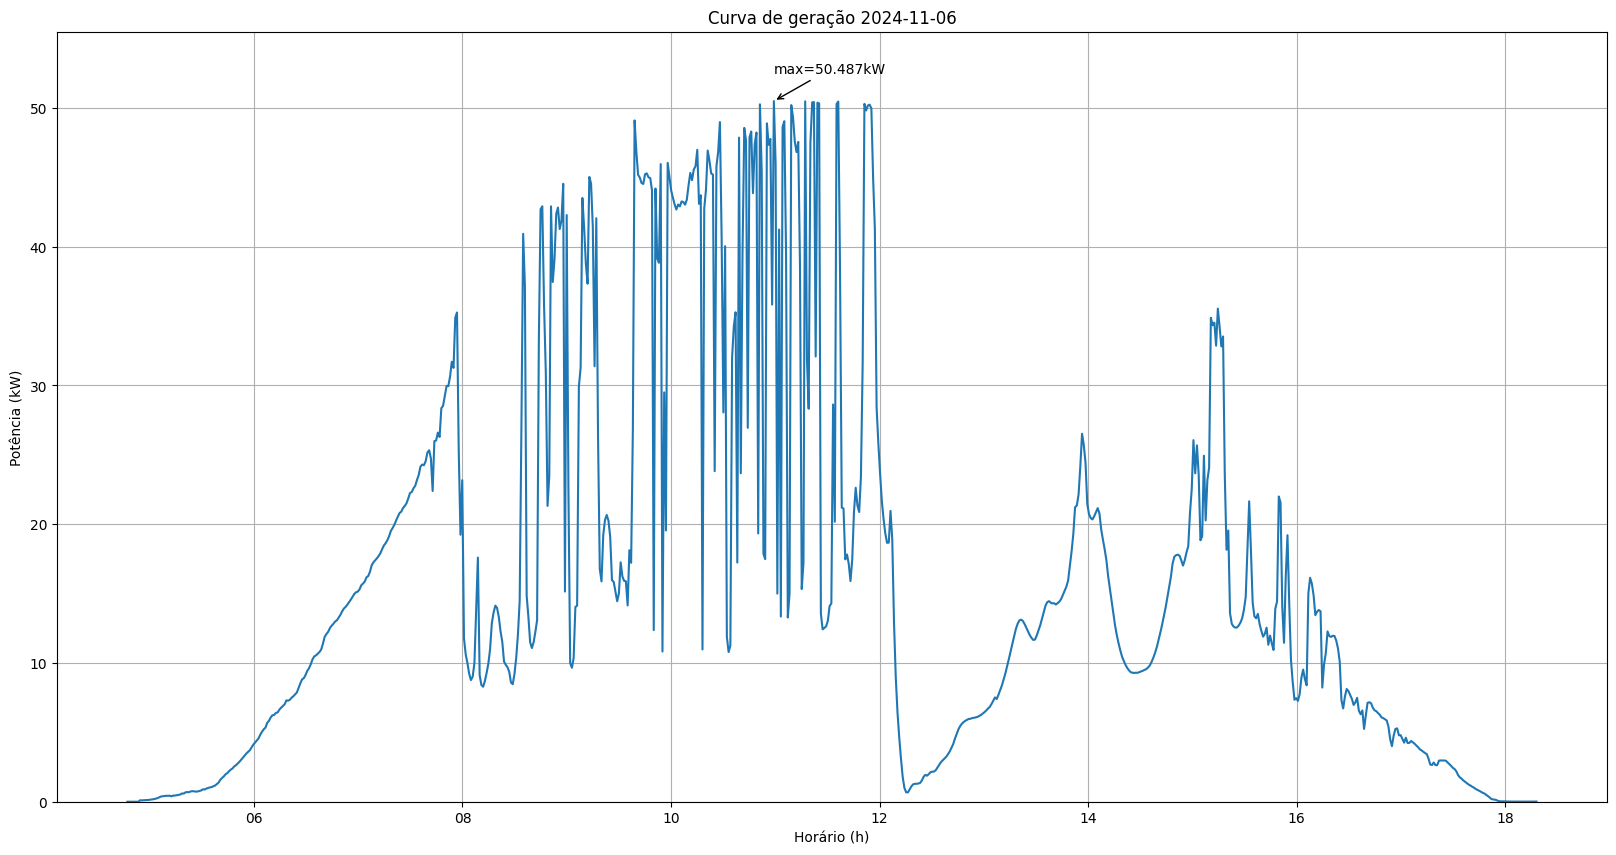 Curva de geração 2024-11-06
max=50.487kW
50
40
30
20
10
0
Potência (kW)
06 08 10 12 14 16 18
Horário (h)